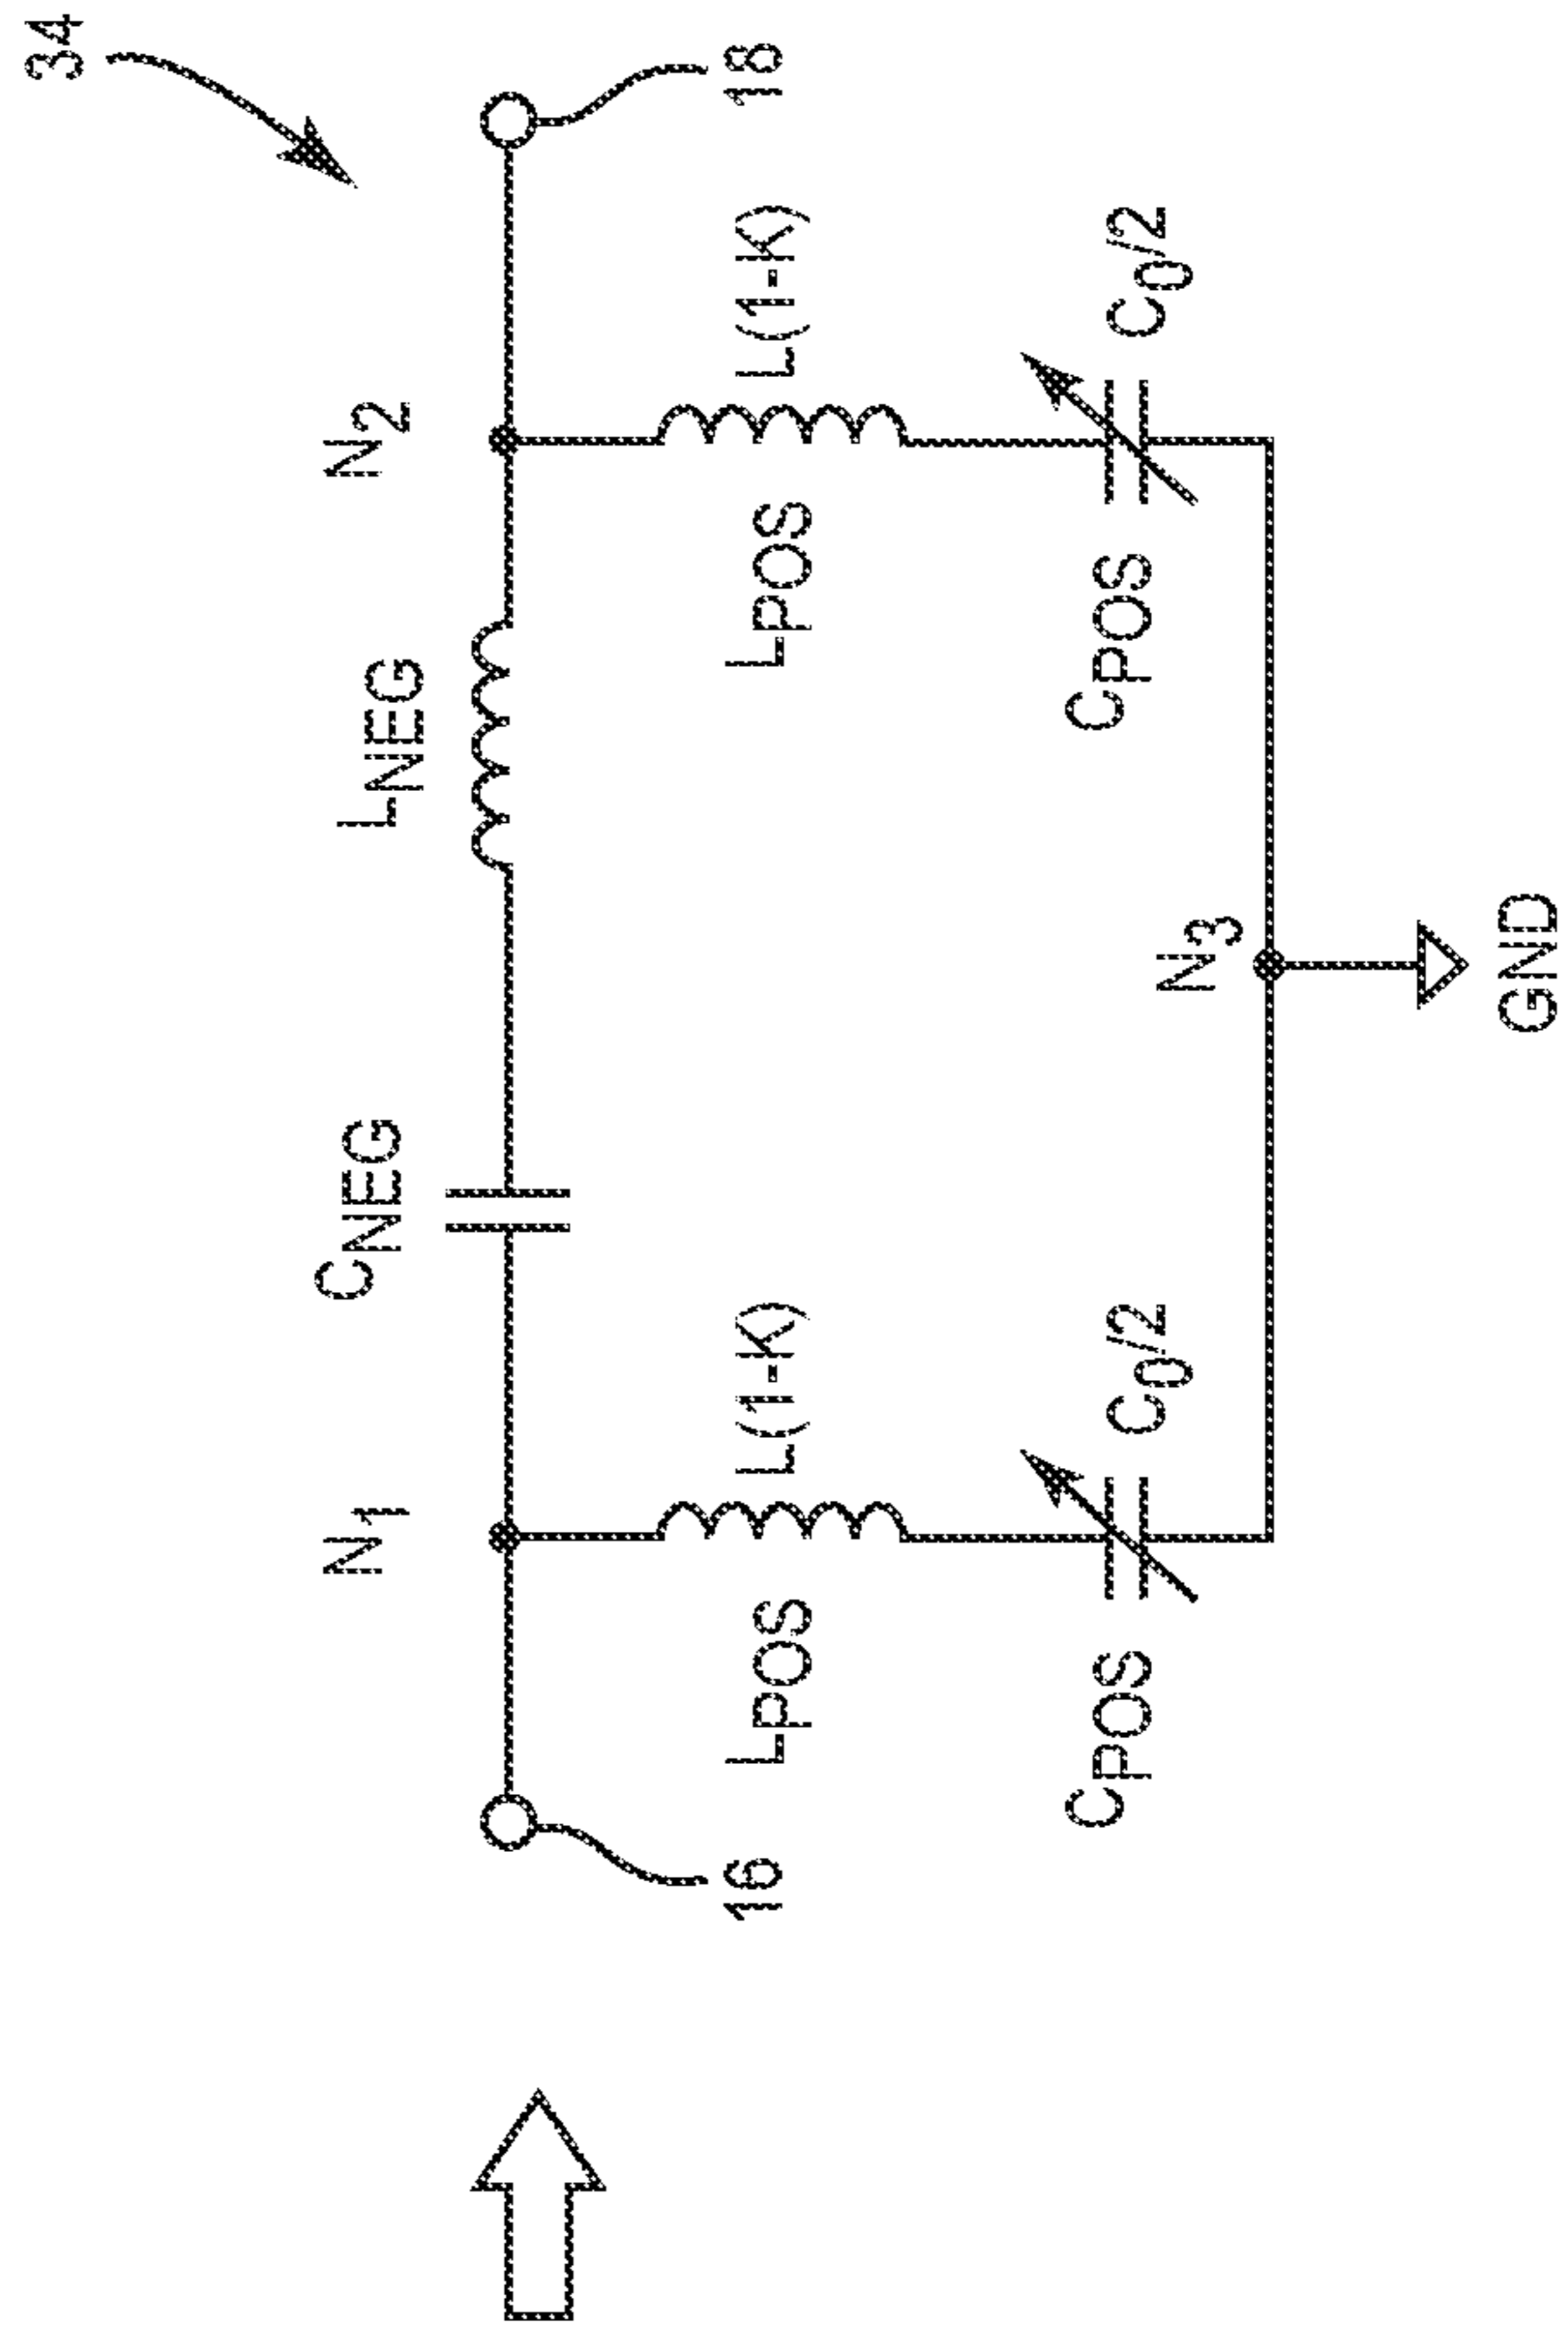 34
N1
CNEG
LNEG
N2
16
18
LPOS
L(1-K)
LPOS
L(1-K)
CPOS
C0/2
CPOS
C0/2
N3
GND